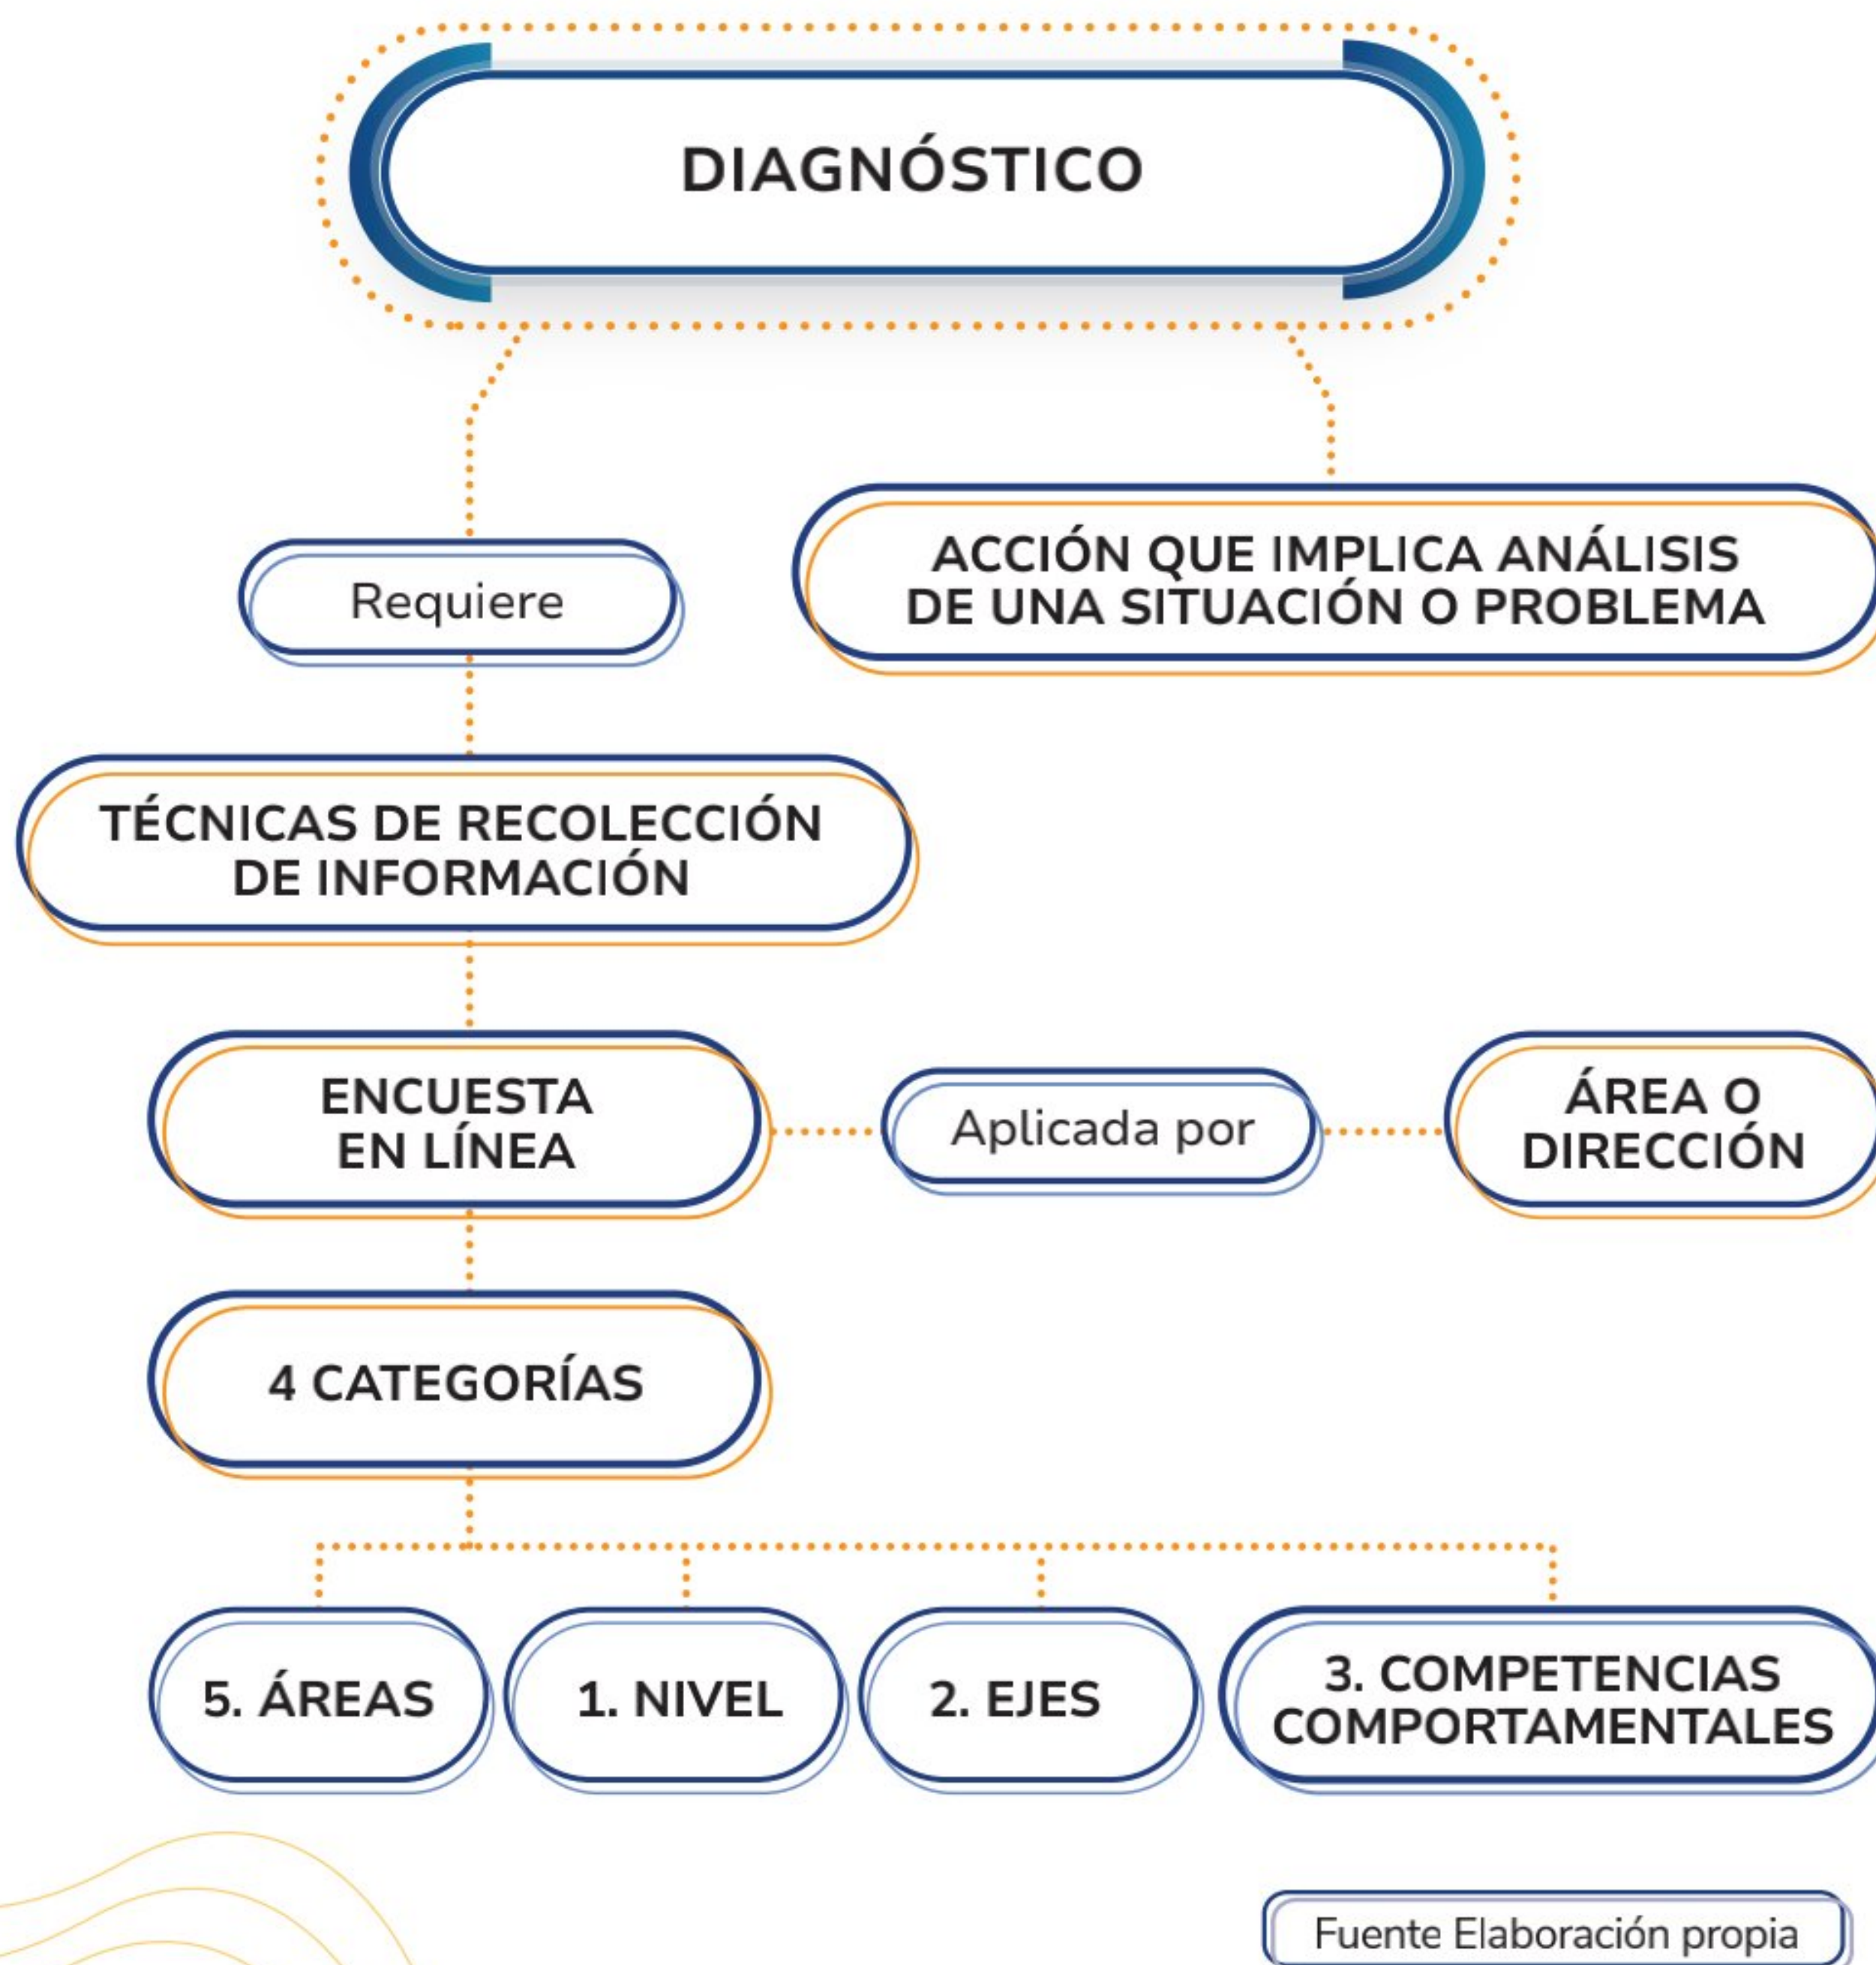 DIAGNÓSTICO
Requiere
ACCIÓN QUE IMPLICA ANÁLISIS
DE UNA SITUACIÓN O PROBLEMA
TÉCNICAS DE RECOLECCIÓN
DE INFORMACIÓN
ENCUESTA
EN LÍNEA
Aplicada por
ÁREA O
DIRECCIÓN
4 CATEGORÍAS
5. ÁREAS
1. NIVEL
2. EJES
3. COMPETENCIAS
COMPORTAMENTALES
Fuente Elaboración propia